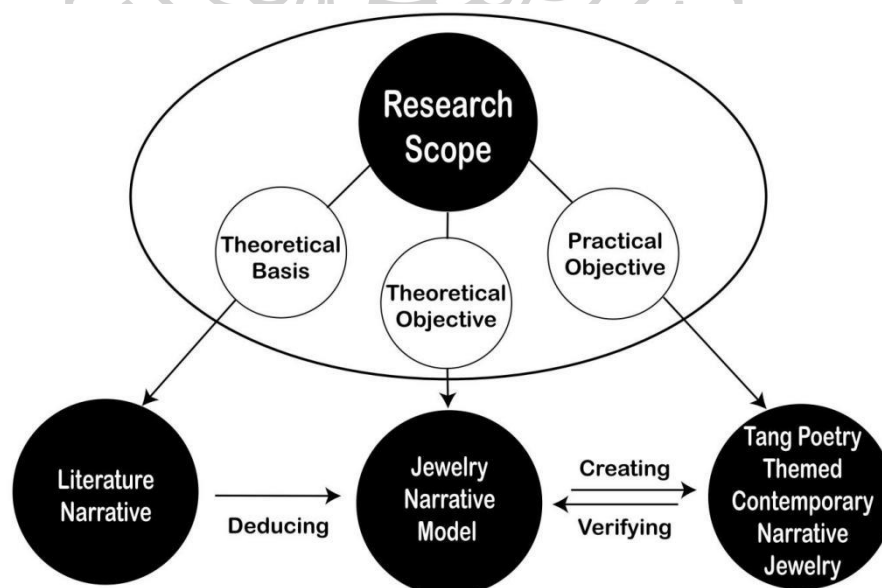 Research
Scope
Theoretical
Basis
Theoretical
Objective
Practical
Objective
Literature
Narrative
Deducing
Jewelry
Narrative
Model
Creating
Verifying
Tang Poetry
Themed
Contemporary
Narrative
Jewelry